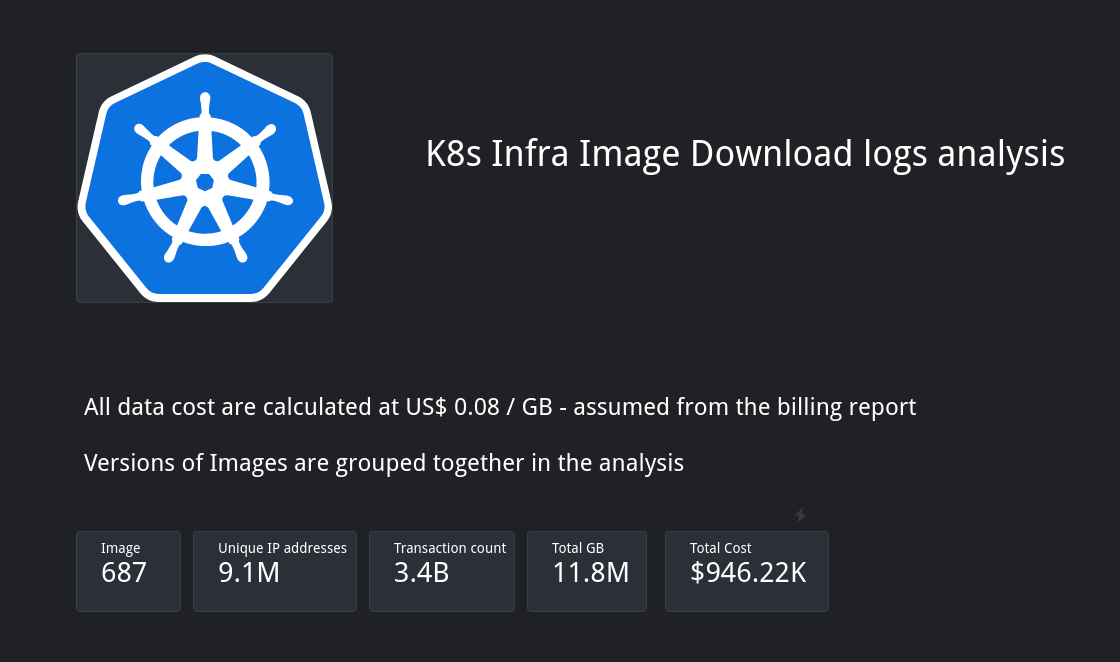 K8s Infra Image Download logs analysis
All data cost are calculated at US$ 0.08 / GB - assumed from the billing report
Versions of Images are grouped together in the analysis
Image
687
Unique IP addresses
9.1M
Transaction count
3.4B
Total GB
11.8M
Total Cost
$946.22K